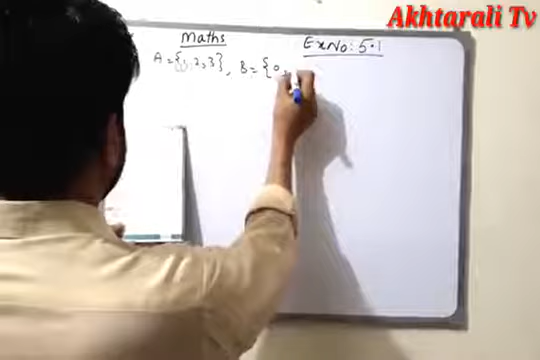 Akhtarali Tv
Maths
Ex No: 5.1
A = {1, 2, 3}, B = {0,